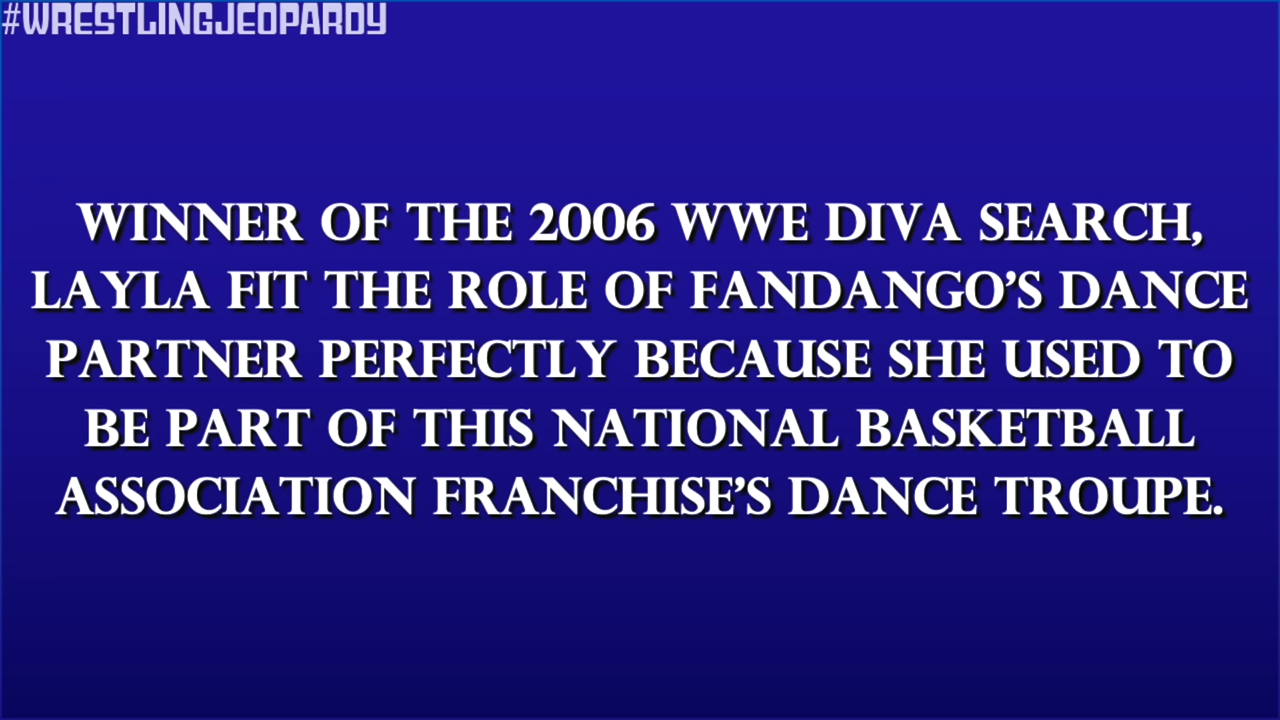 #WRESTLINGJEOPARDY
WINNER OF THE 2006 WWE DIVA SEARCH,
LAYLA FIT THE ROLE OF FANDANGO'S DANCE
PARTNER PERFECTLY BECAUSE SHE USED TO
BE PART OF THIS NATIONAL BASKETBALL
ASSOCIATION FRANCHISE'S DANCE TROUPE.